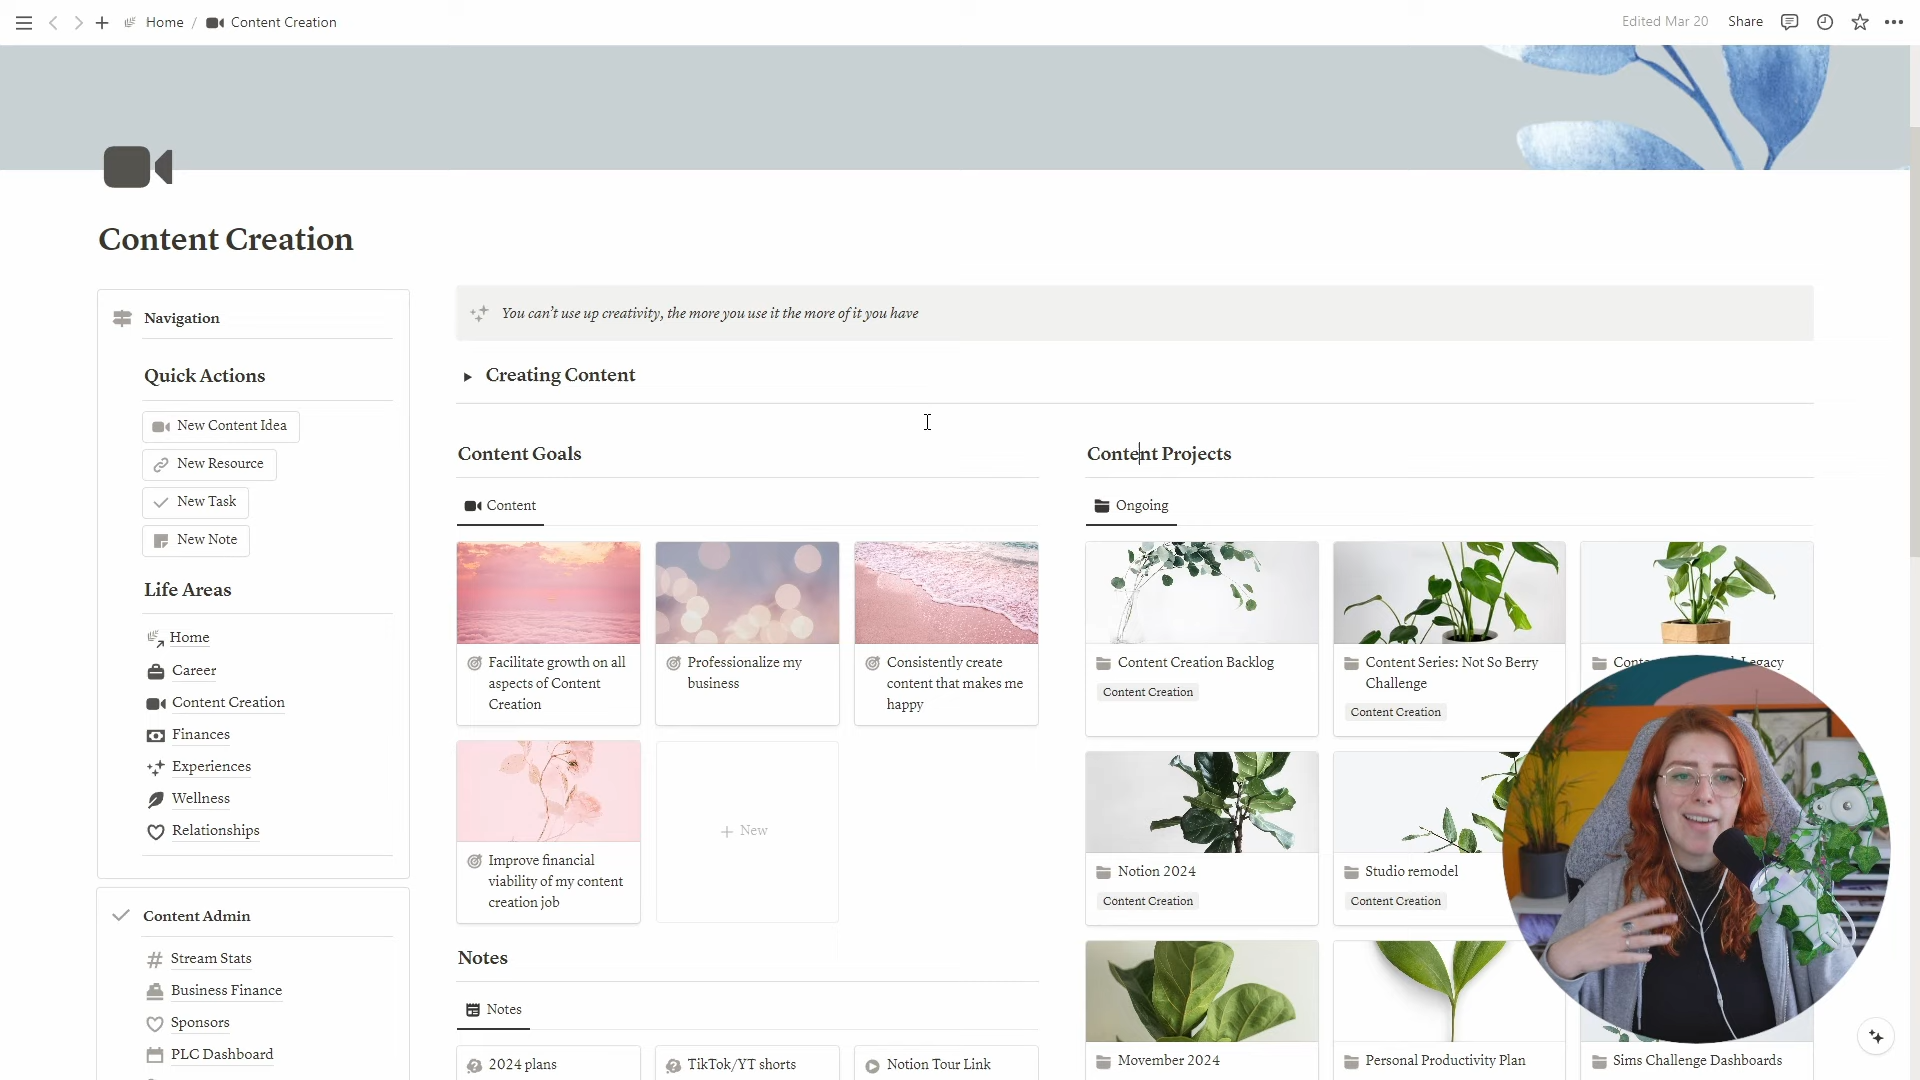 Home / Content Creation
Edited Mar 20 Share
Content Creation
Navigation
Quick Actions
New Content Idea
New Resource
New Task
New Note
Life Areas
Home
Career
Content Creation
Finances
Experiences
Wellness
Relationships
Content Admin
Stream Stats
Business Finance
Sponsors
PLC Dashboard
You can't use up creativity, the more you use it the more of it you have
Creating Content
Content Goals
Content
Facilitate growth on all
aspects of Content
Creation
Professionalize my
business
Consistently create
content that makes me
happy
Improve financial
viability of my content
creation job
+ New
Notes
Notes
2024 plans
TikTok/YT shorts
Notion Tour Link
Content Projects
Ongoing
Content Creation Backlog
Content Creation
Content Series: Not So Berry
Challenge
Content Creation
Legacy
Notion 2024
Content Creation
Studio remodel
Content Creation
Movember 2024
Personal Productivity Plan
Sims Challenge Dashboards